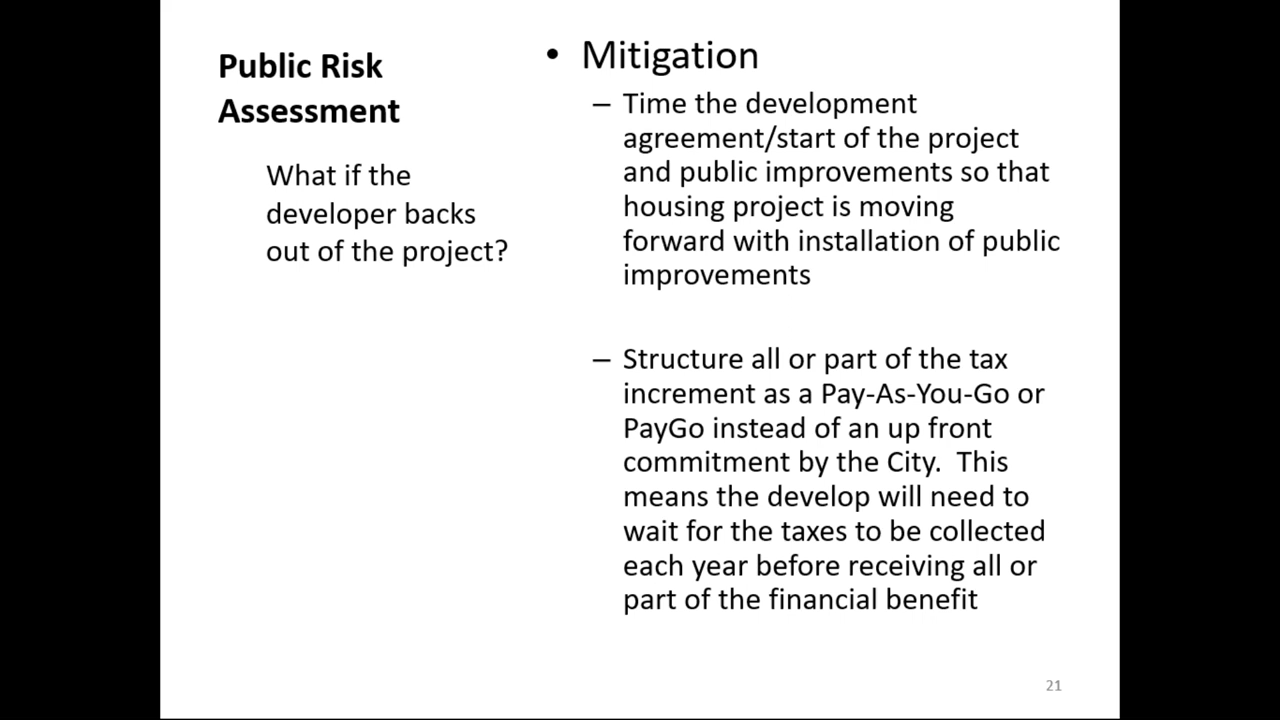 Public Risk
Assessment
What if the
developer backs
out of the project?
• Mitigation
– Time the development
agreement/start of the project
and public improvements so that
housing project is moving
forward with installation of public
improvements
– Structure all or part of the tax
increment as a Pay-As-You-Go or
PayGo instead of an up front
commitment by the City.  This
means the develop will need to
wait for the taxes to be collected
each year before receiving all or
part of the financial benefit
21